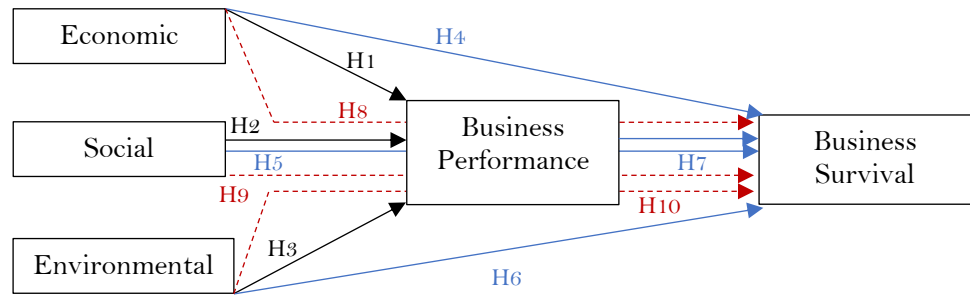 Economic
H4
H1
H8
H2
Social
H5
Business
Performance
H7
Business
Survival
H9
H10
H3
Environmental
H6